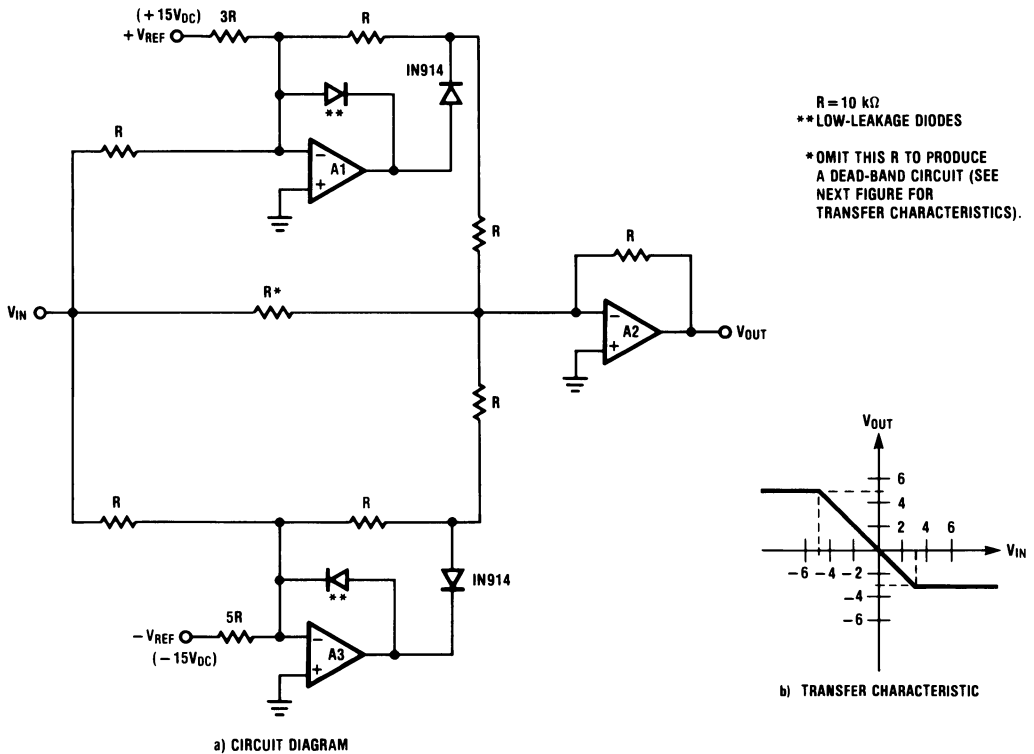 (+15VDC)
+VREF
3R
R
IN914
**
R
−
A1
+
R
R
VIN
R*
−
A2
+
VOUT
R
R
R
**
IN914
−VREF
(−15VDC)
5R
−
A3
+
a) CIRCUIT DIAGRAM
R = 10 kΩ
** LOW-LEAKAGE DIODES
* OMIT THIS R TO PRODUCE
A DEAD-BAND CIRCUIT (SEE
NEXT FIGURE FOR
TRANSFER CHARACTERISTICS).
VOUT
6
4
2
2 4 6
VIN
−6 −4 −2
−2
−4
−6
b) TRANSFER CHARACTERISTIC